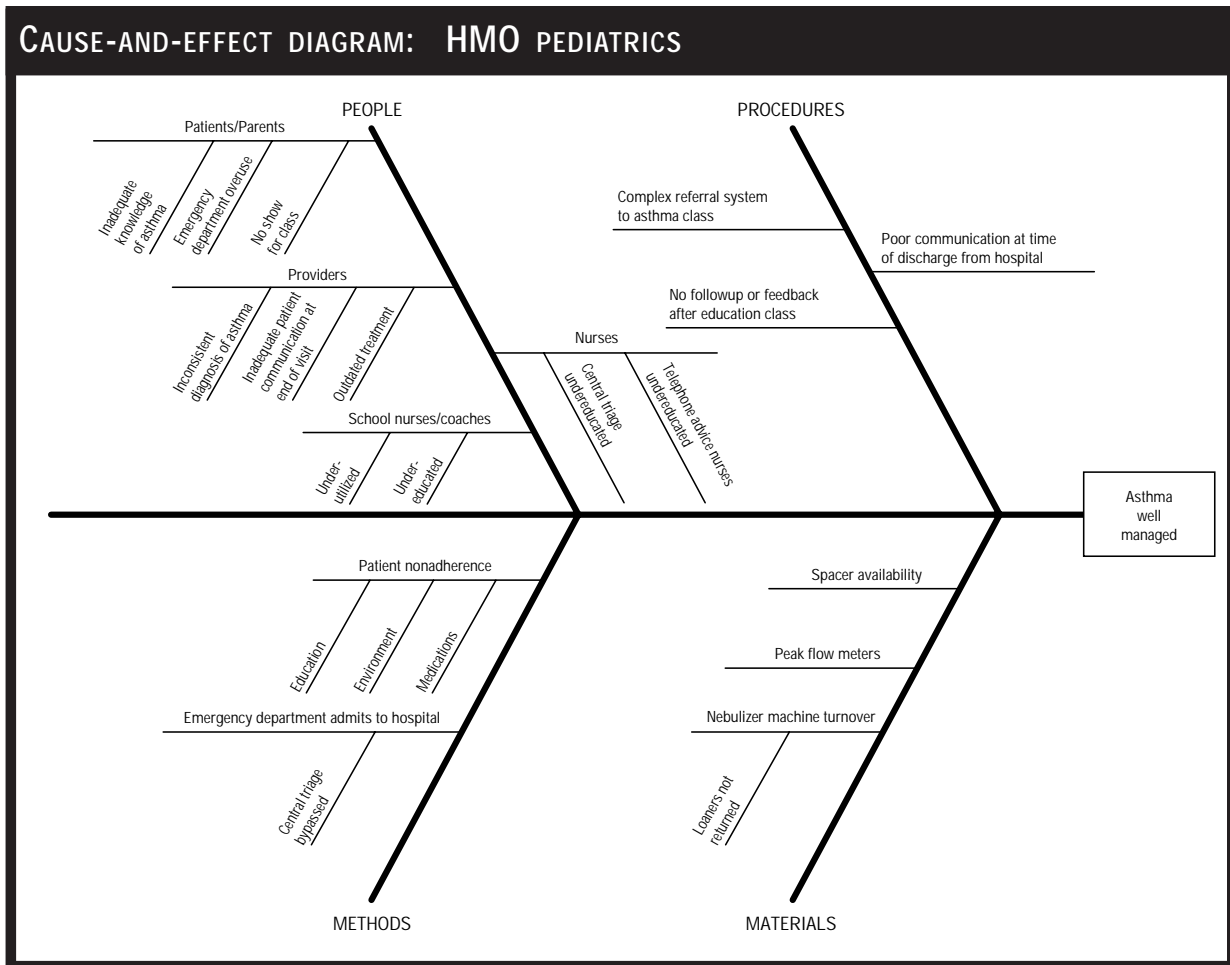 CAUSE-AND-EFFECT DIAGRAM: HMO PEDIATRICS
PEOPLE
Patients/Parents
Inadequate
knowledge
of asthma
Emergency
department overuse
No show
for class
Providers
Inconsistent
diagnosis of asthma
Inadequate patient
communication at
end of visit
Outdated treatment
School nurses/coaches
Under-
utilized
Under-
educated
Nurses
Central triage
undereducated
Telephone advice nurses
undereducated
PROCEDURES
Complex referral system
to asthma class
Poor communication at time
of discharge from hospital
No followup or feedback
after education class
Asthma
well
managed
Patient nonadherence
Education
Environment
Medications
Emergency department admits to hospital
Central triage
bypassed
METHODS
Spacer availability
Peak flow meters
Nebulizer machine turnover
Loaners not
returned
MATERIALS